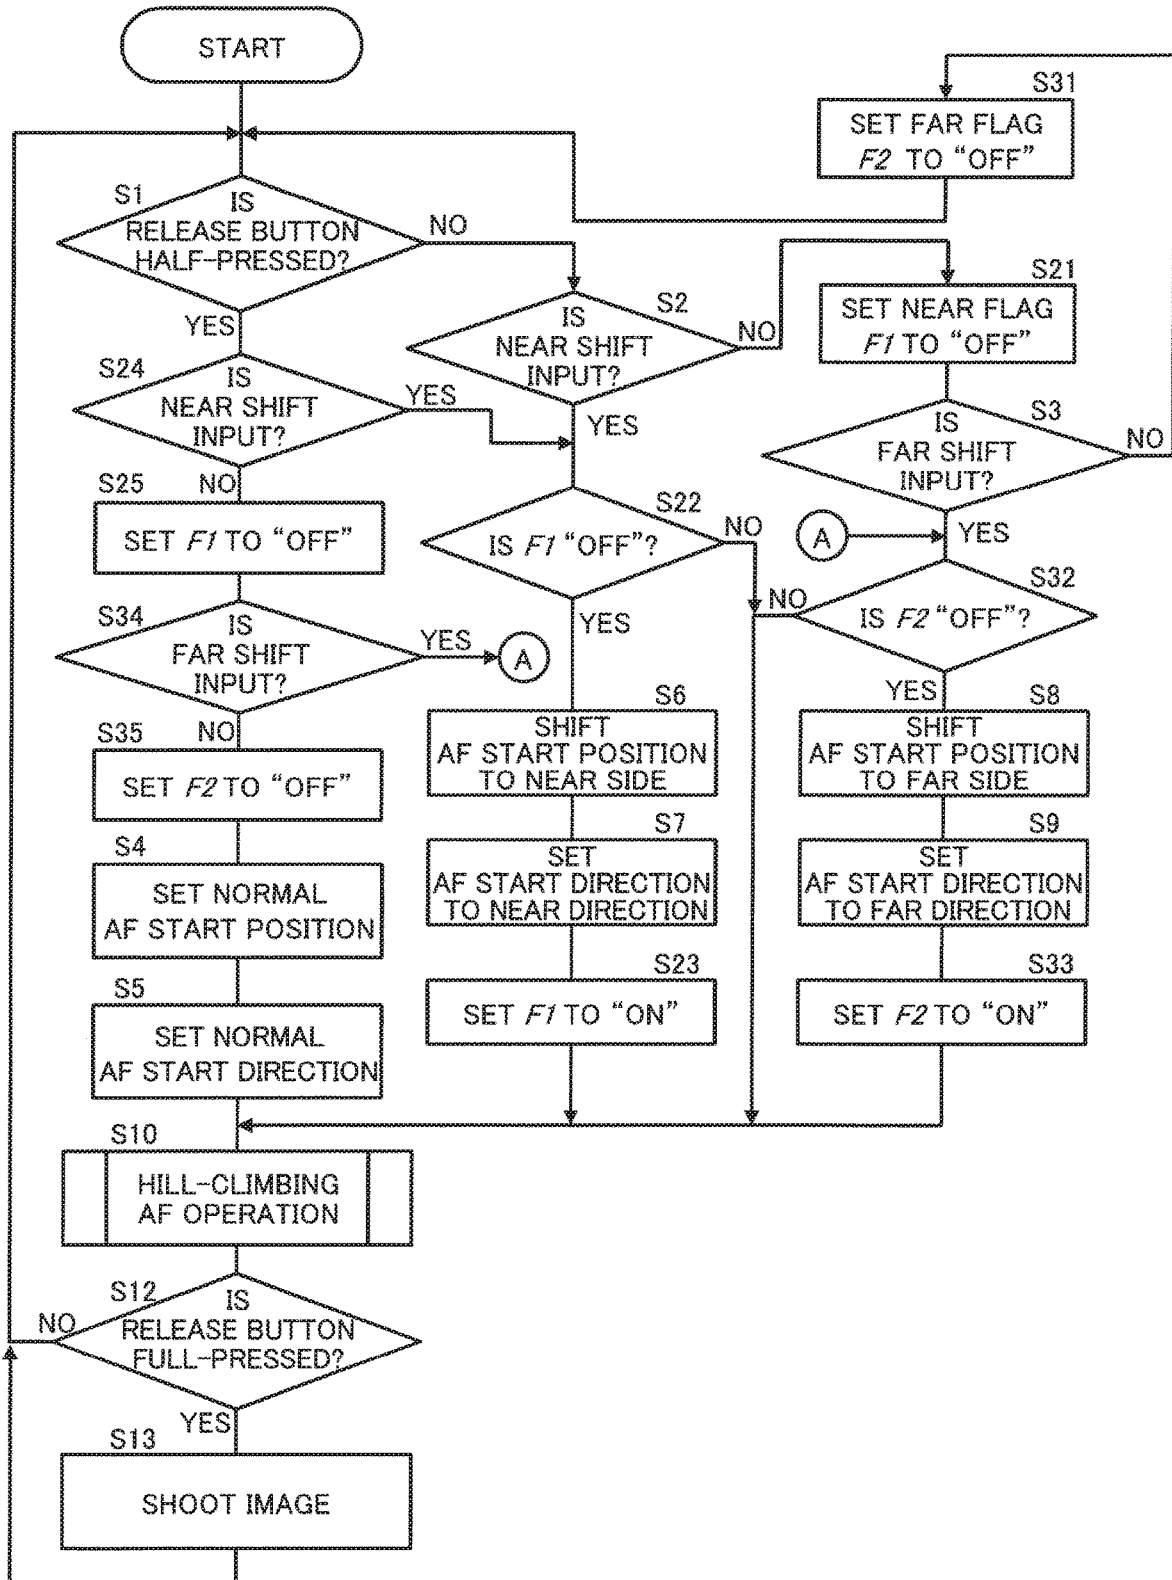 START
S31
SET FAR FLAG
F2 TO “OFF”
S1
IS
RELEASE BUTTON
HALF-PRESSED?
NO
YES
S2
IS
NEAR SHIFT
INPUT?
NO
YES
S21
SET NEAR FLAG
F1 TO “OFF”
S24
IS
NEAR SHIFT
INPUT?
YES
NO
S3
IS
FAR SHIFT
INPUT?
NO
YES
S25
SET F1 TO “OFF”
S22
IS F1 “OFF”?
NO
YES
A
S32
IS F2 “OFF”?
NO
YES
S34
IS
FAR SHIFT
INPUT?
YES
A
NO
S35
SET F2 TO “OFF”
S6
SHIFT
AF START POSITION
TO NEAR SIDE
S8
SHIFT
AF START POSITION
TO FAR SIDE
S4
SET NORMAL
AF START POSITION
S7
SET
AF START DIRECTION
TO NEAR DIRECTION
S9
SET
AF START DIRECTION
TO FAR DIRECTION
S5
SET NORMAL
AF START DIRECTION
S23
SET F1 TO “ON”
S33
SET F2 TO “ON”
S10
HILL-CLIMBING
AF OPERATION
S12
IS
RELEASE BUTTON
FULL-PRESSED?
NO
YES
S13
SHOOT IMAGE